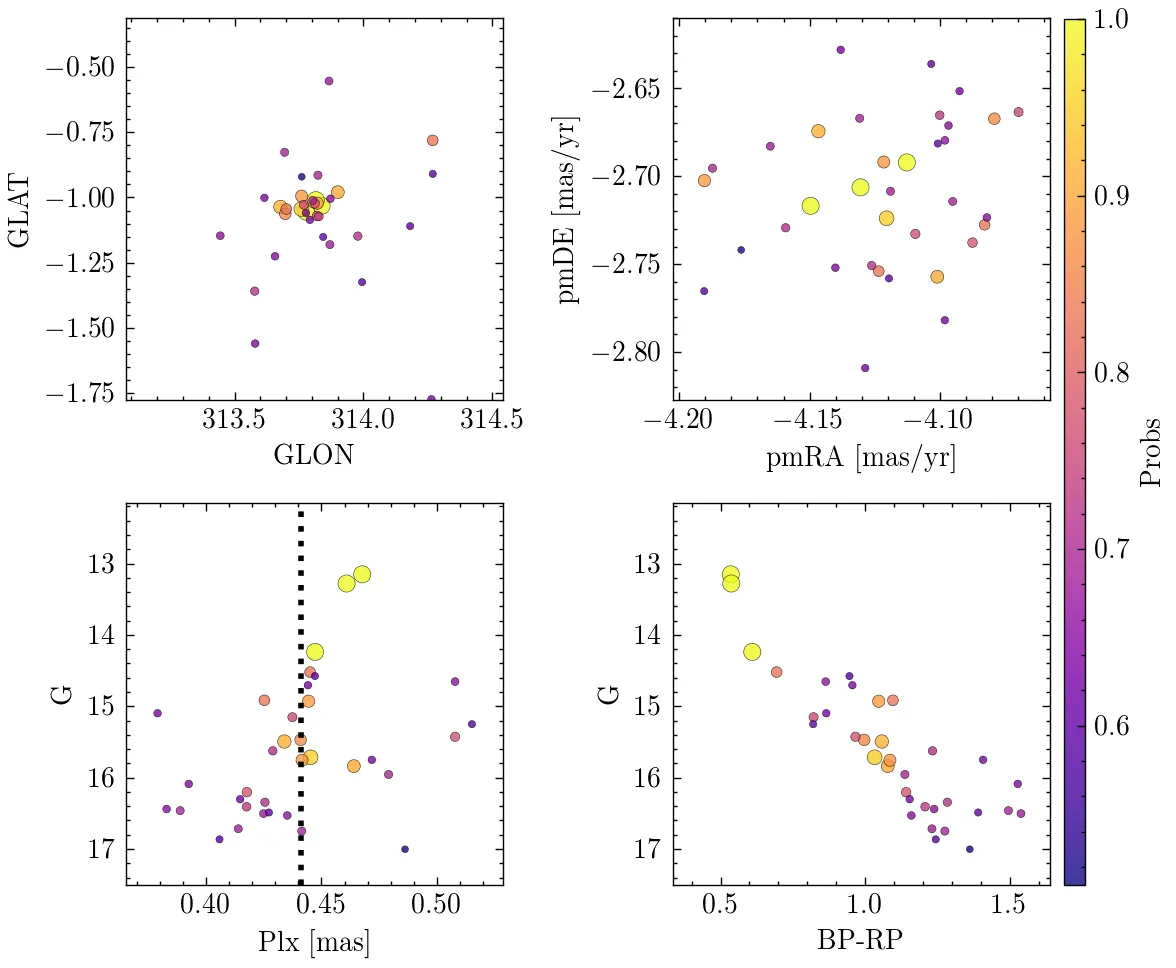 −0.50
−0.75
−1.00
−1.25
−1.50
−1.75
GLAT
313.5 314.0 314.5
GLON
−2.65
−2.70
−2.75
−2.80
pmDE [mas/yr]
−4.20 −4.15 −4.10
pmRA [mas/yr]
1.0
0.9
0.8
0.7
0.6
Probs
13
14
15
16
17
G
0.40 0.45 0.50
Plx [mas]
13
14
15
16
17
G
0.5 1.0 1.5
BP-RP